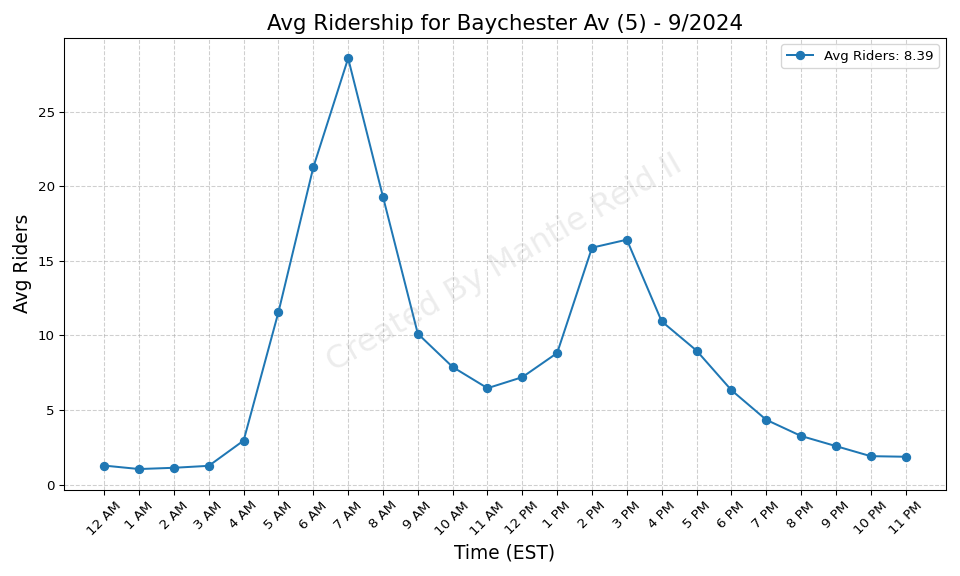 Avg Ridership for Baychester Av (5) - 9/2024
Avg Riders: 8.39
25
20
15
10
5
0
Avg Riders
Created By Mantie Reid II
12 AM
1 AM
2 AM
3 AM
4 AM
5 AM
6 AM
7 AM
8 AM
9 AM
10 AM
11 AM
12 PM
1 PM
2 PM
3 PM
4 PM
5 PM
6 PM
7 PM
8 PM
9 PM
10 PM
11 PM
Time (EST)